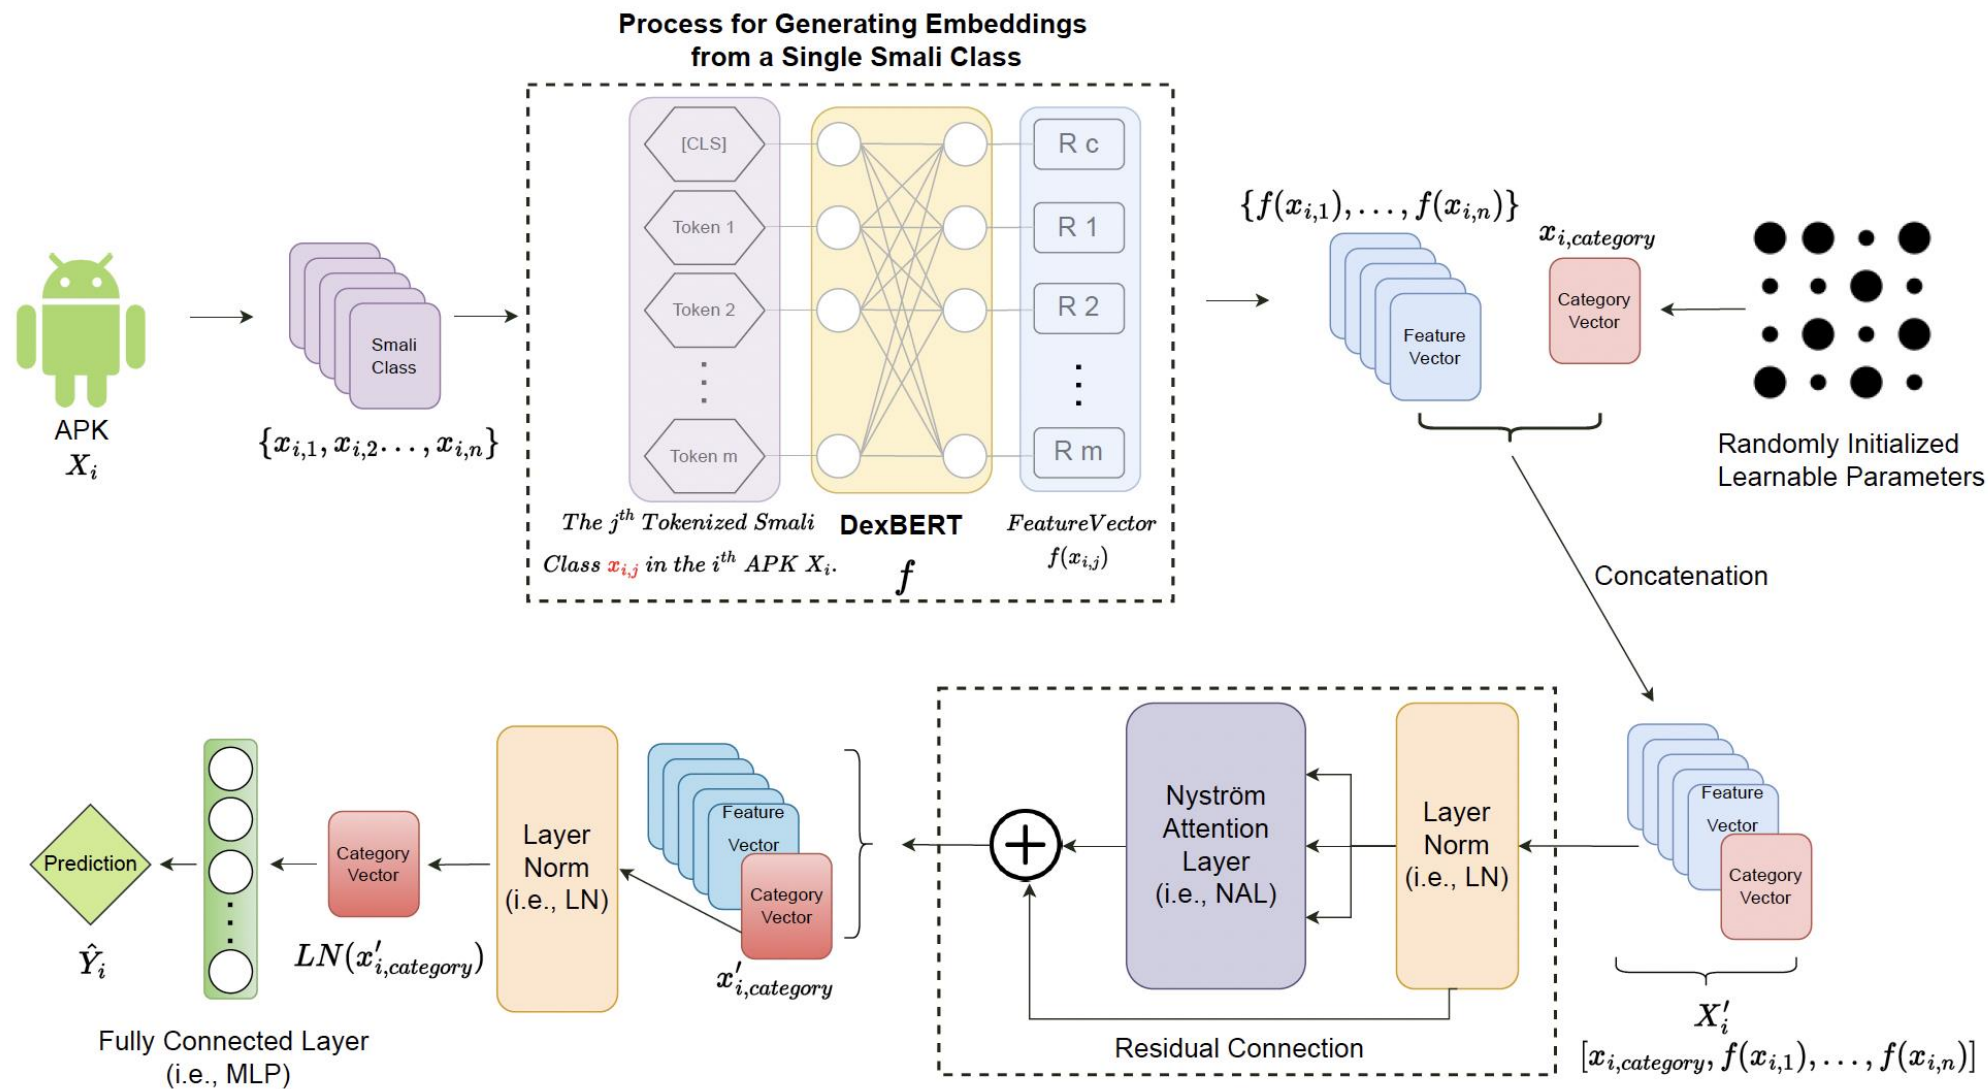 Process for Generating Embeddings
from a Single Smali Class
[CLS]
Token 1
Token 2
Token m
R c
R 1
R 2
R m
The j^{th} Tokenized Smali
Class x_{i,j} in the i^{th} APK X_i.
DexBERT
f
FeatureVector
f(x_{i,j})
APK
X_i
Smali
Class
{x_{i,1}, x_{i,2}..., x_{i,n}}
{f(x_{i,1}), ..., f(x_{i,n})}
Feature
Vector
x_{i,category}
Category
Vector
Randomly Initialized
Learnable Parameters
Concatenation
Feature
Vector
Category
Vector
X'_i
[x_{i,category}, f(x_{i,1}), ..., f(x_{i,n})]
Layer
Norm
(i.e., LN)
Nyström
Attention
Layer
(i.e., NAL)
+
Residual Connection
Feature
Vector
Category
Vector
x'_{i,category}
Layer
Norm
(i.e., LN)
Category
Vector
LN(x'_{i,category})
Fully Connected Layer
(i.e., MLP)
Prediction
Ŷ_i